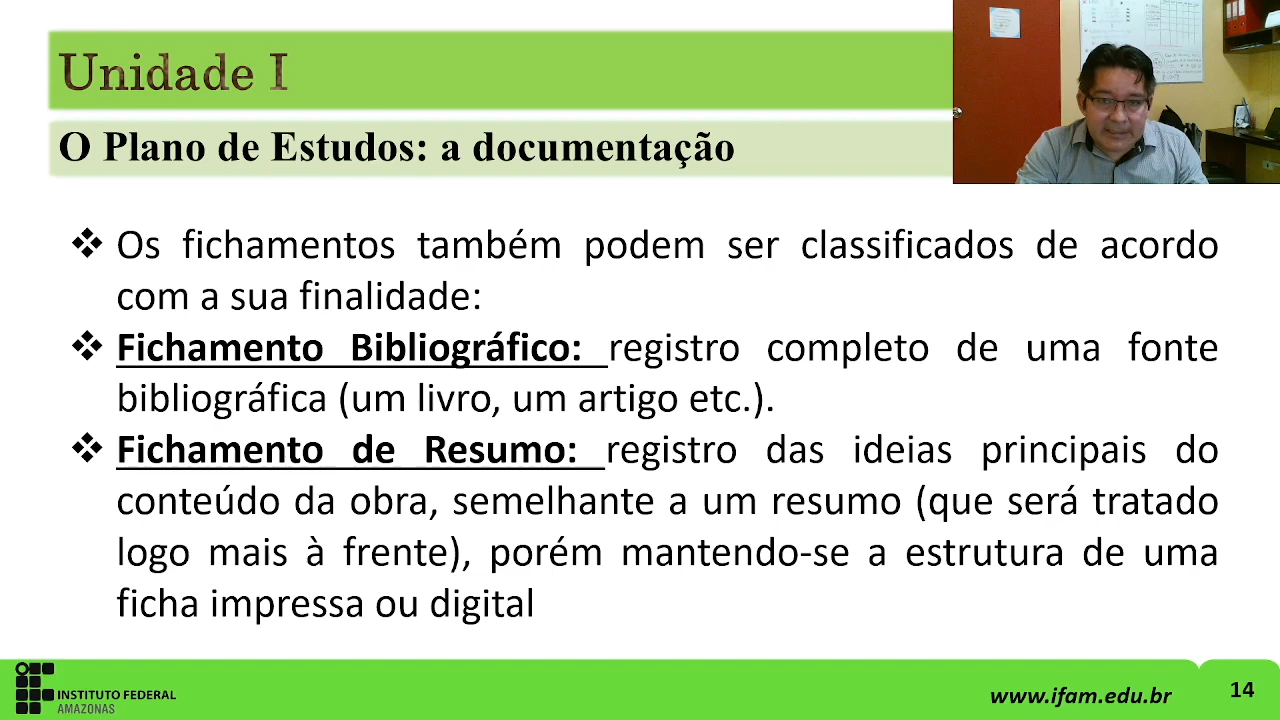 Unidade I
O Plano de Estudos: a documentação
❖ Os fichamentos também podem ser classificados de acordo
com a sua finalidade:
❖ Fichamento Bibliográfico: registro completo de uma fonte
bibliográfica (um livro, um artigo etc.).
❖ Fichamento de Resumo: registro das ideias principais do
conteúdo da obra, semelhante a um resumo (que será tratado
logo mais à frente), porém mantendo-se a estrutura de uma
ficha impressa ou digital
INSTITUTO FEDERAL
AMAZONAS
www.ifam.edu.br
14